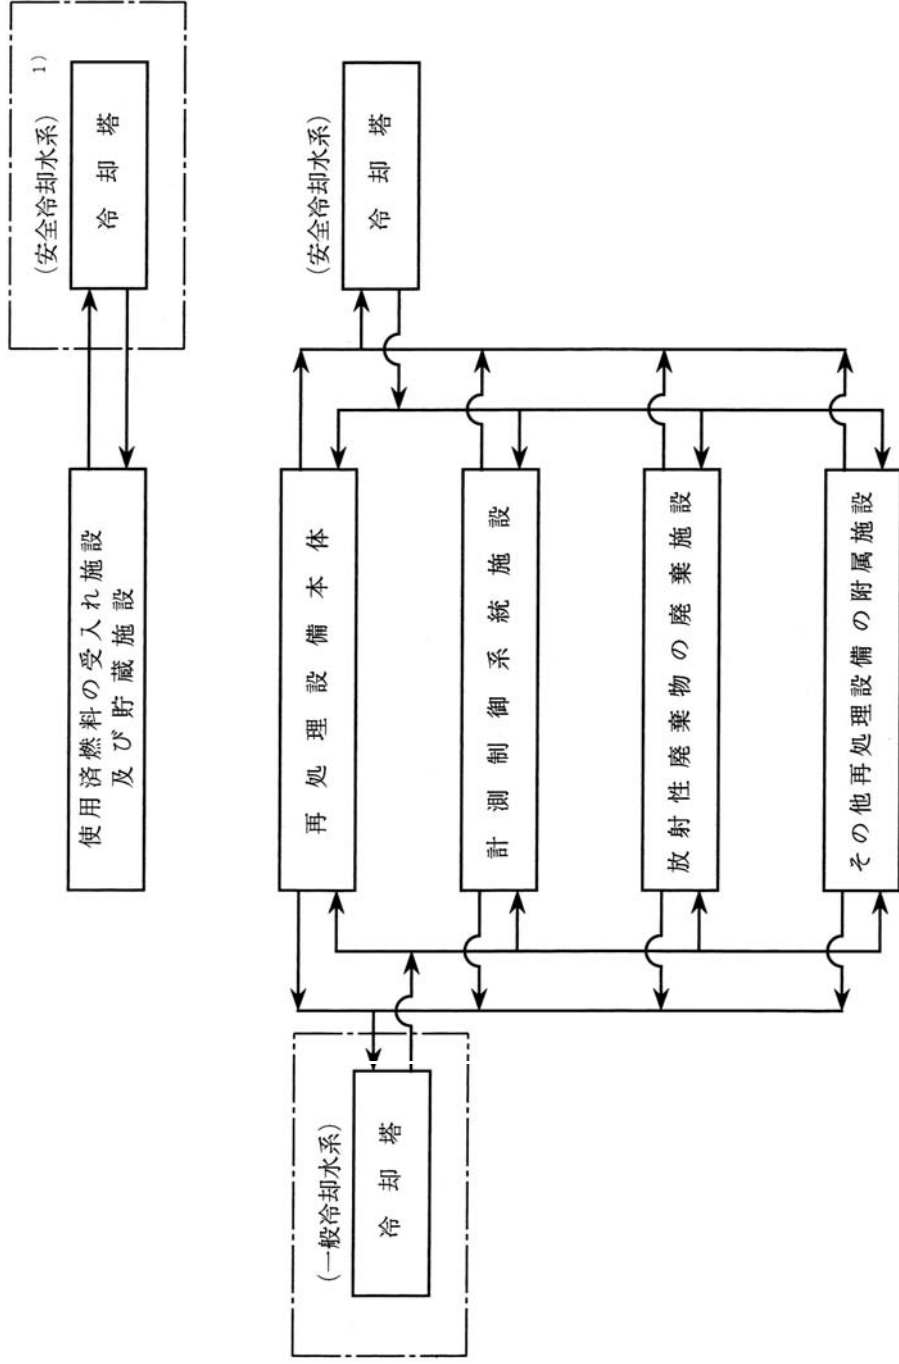 (安全冷却水系) 1)
冷却塔
使用済燃料の受入れ施設
及び貯蔵施設
(一般冷却水系)
冷却塔
再処理設備本体
(安全冷却水系)
冷却塔
計測制御系統施設
放射性廃棄物の廃棄施設
その他再処理設備の附属施設